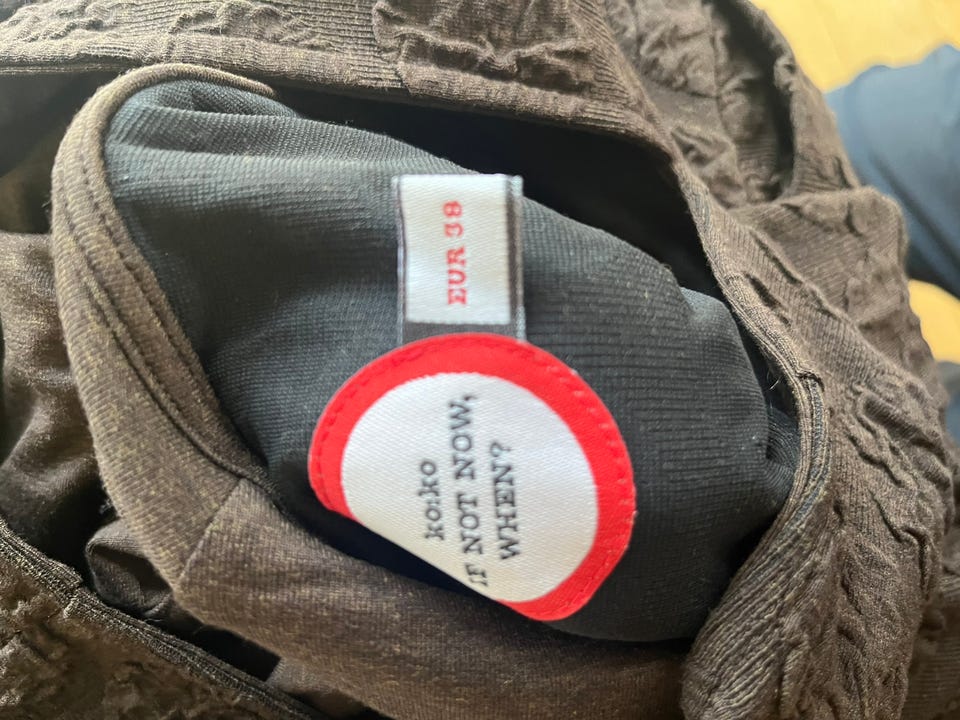 EUR 38
ko:ko
IF NOT NOW,
WHEN?